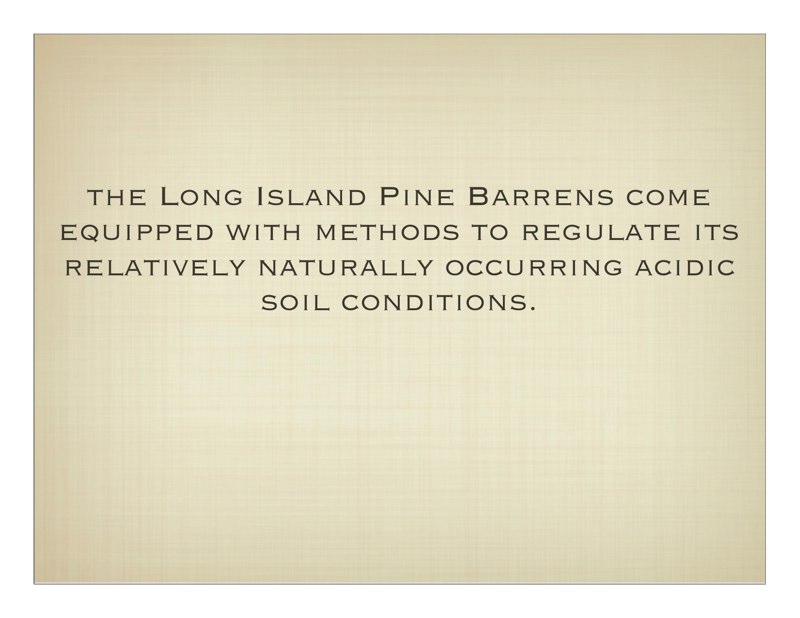 the Long Island Pine Barrens come
equipped with methods to regulate its
relatively naturally occurring acidic
soil conditions.